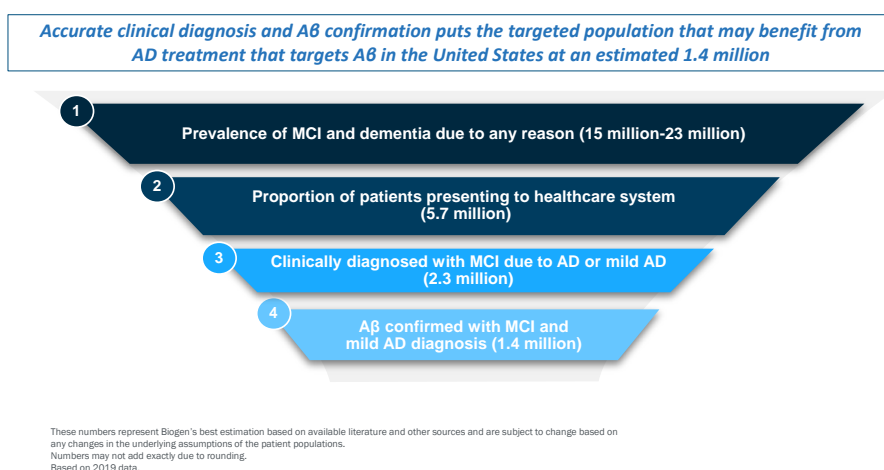 Accurate clinical diagnosis and Aβ confirmation puts the targeted population that may benefit from
AD treatment that targets Aβ in the United States at an estimated 1.4 million
1
Prevalence of MCI and dementia due to any reason (15 million-23 million)
2
Proportion of patients presenting to healthcare system
(5.7 million)
3
Clinically diagnosed with MCI due to AD or mild AD
(2.3 million)
4
Aβ confirmed with MCI and
mild AD diagnosis (1.4 million)
These numbers represent Biogen's best estimation based on available literature and other sources and are subject to change based on
any changes in the underlying assumptions of the patient populations.
Numbers may not add exactly due to rounding.
Based on 2019 data.